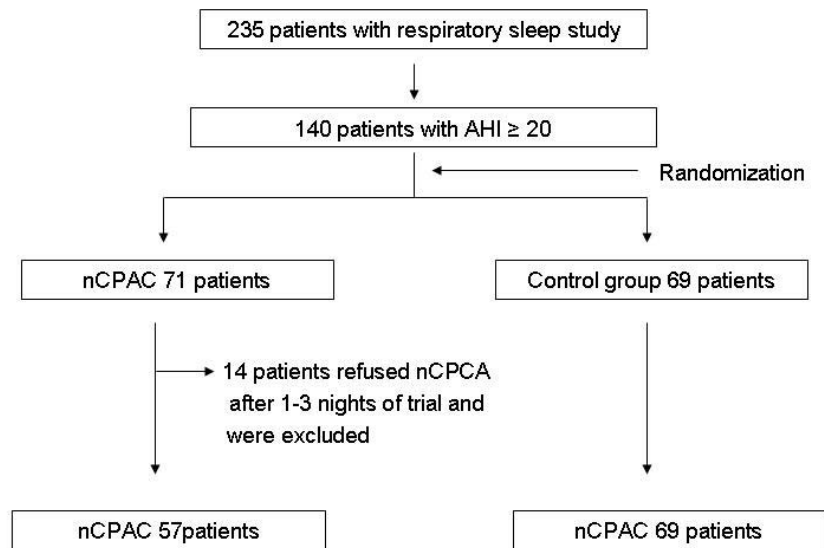 235 patients with respiratory sleep study
140 patients with AHI ≥ 20
Randomization
nCPAC 71 patients
Control group 69 patients
14 patients refused nCPCA
after 1-3 nights of trial and
were excluded
nCPAC 57patients
nCPAC 69 patients